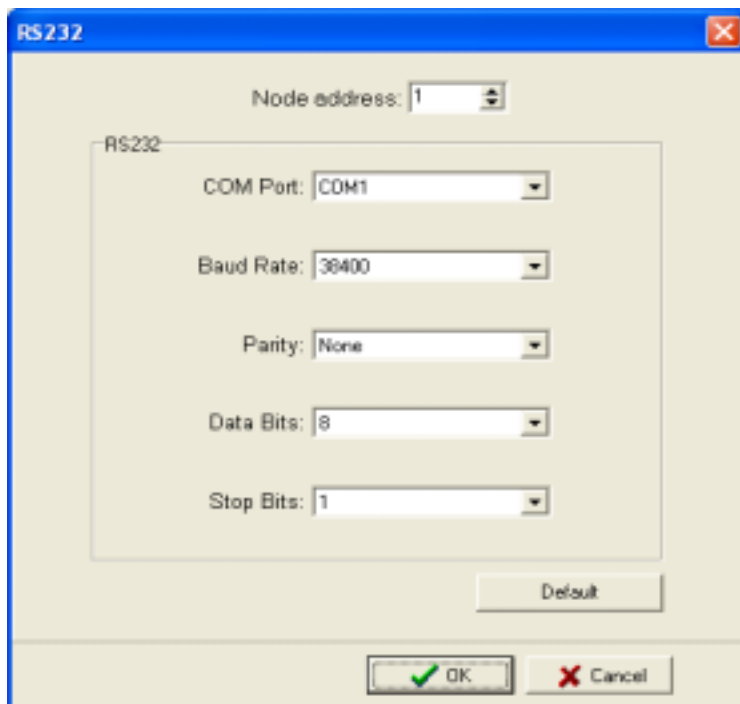 RS232
Node address: 1
RS232
COM Port: COM1
Baud Rate: 38400
Parity: None
Data Bits: 8
Stop Bits: 1
Default
OK Cancel